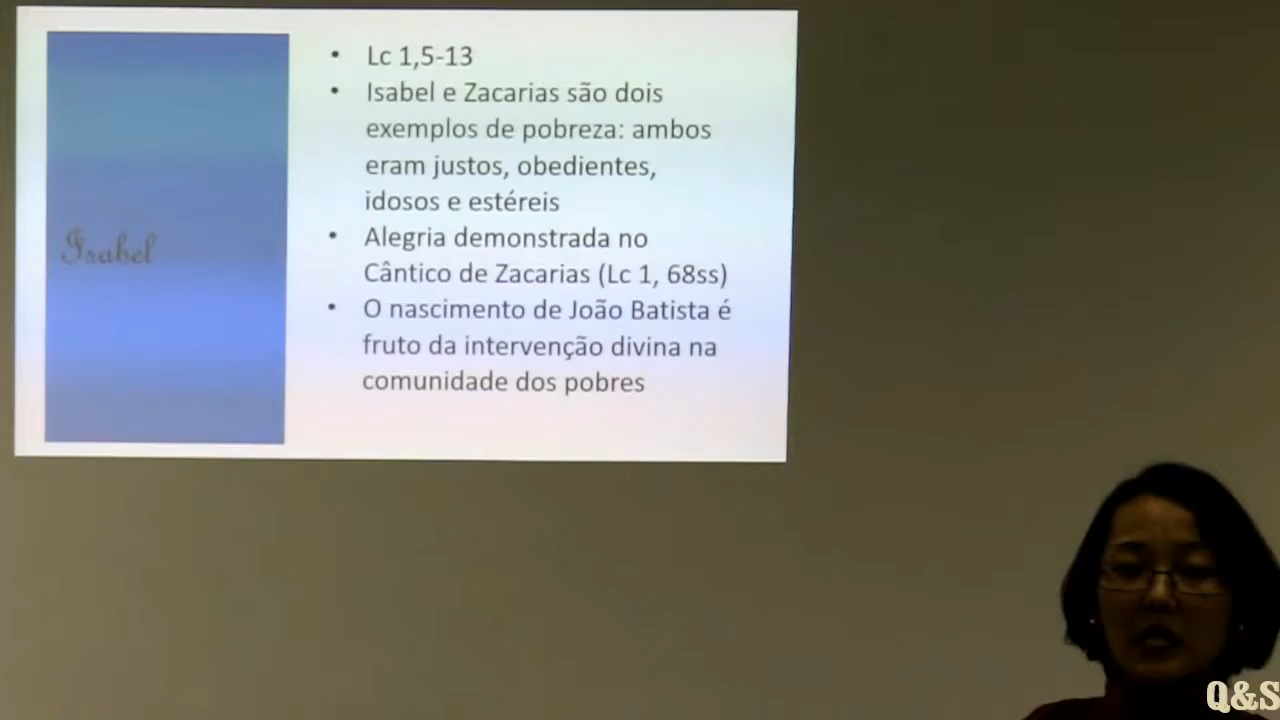 Isabel
• Lc 1,5-13
• Isabel e Zacarias são dois
exemplos de pobreza: ambos
eram justos, obedientes,
idosos e estéreis
• Alegria demonstrada no
Cântico de Zacarias (Lc 1, 68ss)
• O nascimento de João Batista é
fruto da intervenção divina na
comunidade dos pobres
Q&S